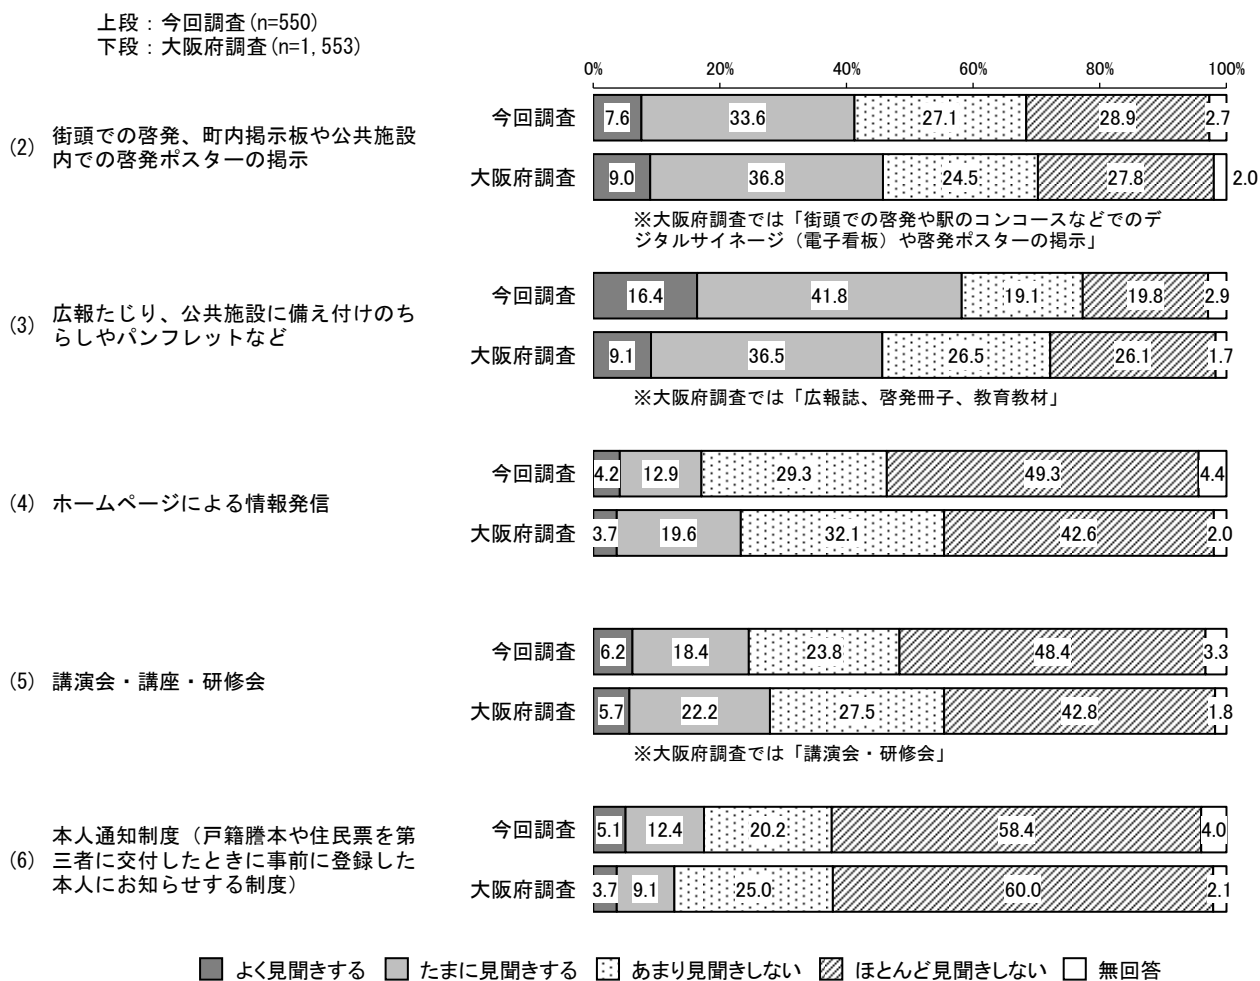 上段：今回調査(n=550)
下段：大阪府調査(n=1,553)
0% 20% 40% 60% 80% 100%
(2) 街頭での啓発、町内掲示板や公共施設
内での啓発ポスターの掲示
今回調査 7.6 33.6 27.1 28.9 2.7
大阪府調査 9.0 36.8 24.5 27.8 2.0
※大阪府調査では「街頭での啓発や駅のコンコースなどでのデ
ジタルサイネージ（電子看板）や啓発ポスターの掲示」
(3) 広報たじり、公共施設に備え付けのち
らしやパンフレットなど
今回調査 16.4 41.8 19.1 19.8 2.9
大阪府調査 9.1 36.5 26.5 26.1 1.7
※大阪府調査では「広報誌、啓発冊子、教育教材」
(4) ホームページによる情報発信
今回調査 4.2 12.9 29.3 49.3 4.4
大阪府調査 3.7 19.6 32.1 42.6 2.0
(5) 講演会・講座・研修会
今回調査 6.2 18.4 23.8 48.4 3.3
大阪府調査 5.7 22.2 27.5 42.8 1.8
※大阪府調査では「講演会・研修会」
(6) 本人通知制度（戸籍謄本や住民票を第
三者に交付したときに事前に登録した
本人にお知らせする制度）
今回調査 5.1 12.4 20.2 58.4 4.0
大阪府調査 3.7 9.1 25.0 60.0 2.1
よく見聞きする たまに見聞きする あまり見聞きしない ほとんど見聞きしない 無回答